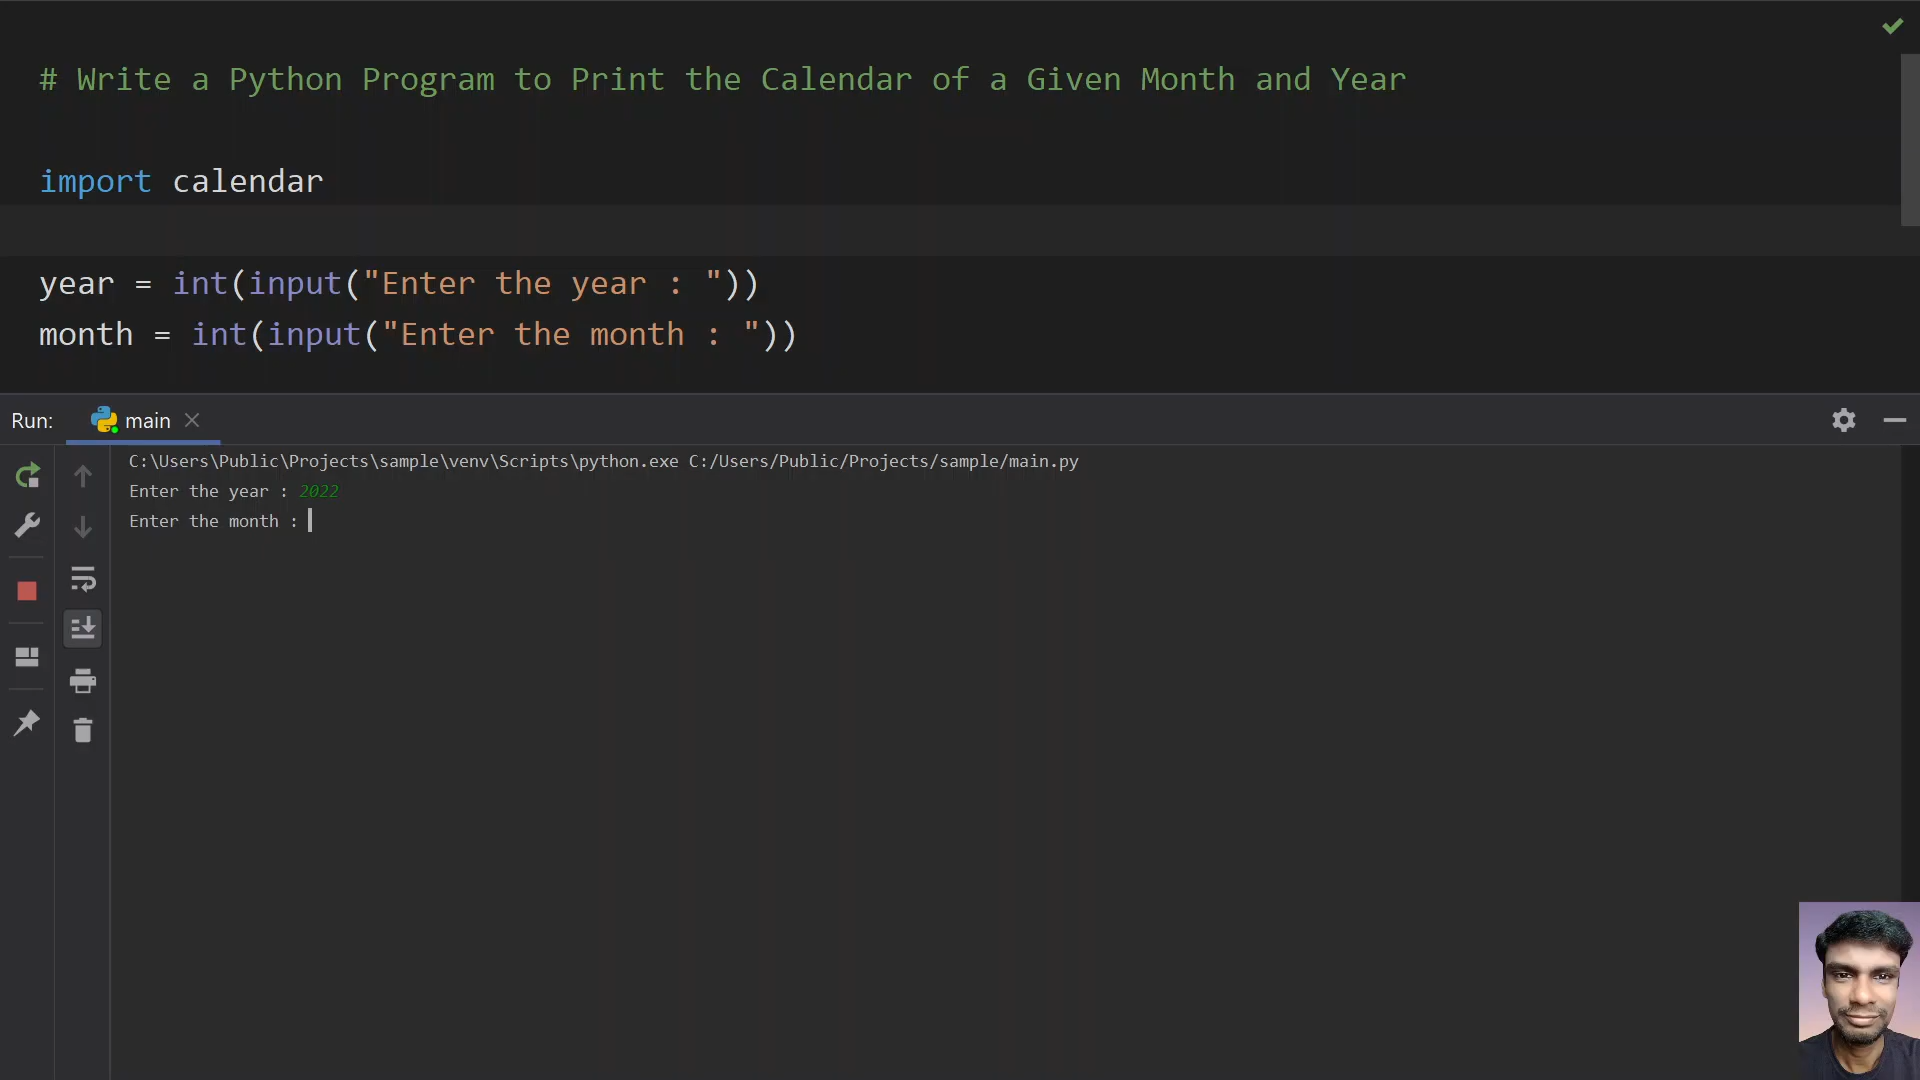 # Write a Python Program to Print the Calendar of a Given Month and Year
import calendar
year = int(input("Enter the year : "))
month = int(input("Enter the month : "))
Run: main
C:\Users\Public\Projects\sample\venv\Scripts\python.exe C:/Users/Public/Projects/sample/main.py
Enter the year : 2022
Enter the month :